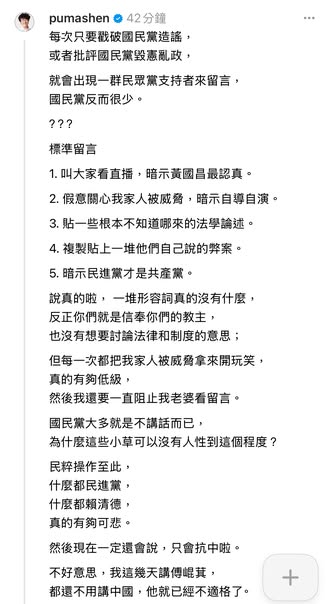 pumashen 42分鐘
每次只要戳破國民黨造謠，
或者批評國民黨毀憲亂政，
就會出現一群民眾黨支持者來留言，
國民黨反而很少。
???
標準留言
1. 叫大家看直播，暗示黃國昌最認真。
2. 假意關心我家人被威脅，暗示自導自演。
3. 貼一些根本不知道哪來的法學論述。
4. 複製貼上一堆他們自己說的弊案。
5. 暗示民進黨才是共產黨。
說真的啦， 一堆形容詞真的沒有什麼，
反正你們就是信奉你們的教主，
也沒有想要討論法律和制度的意思；
但每一次都把我家人被威脅拿來開玩笑，
真的有夠低級，
然後我還要一直阻止我老婆看留言。
國民黨大多就是不講話而已，
為什麼這些小草可以沒有人性到這個程度？
民粹操作至此，
什麼都民進黨，
什麼都賴清德，
真的有夠可悲。
然後現在一定還會說，只會抗中啦。
不好意思，我這幾天講傅崐萁，
都還不用講中國，他就已經不適格了。